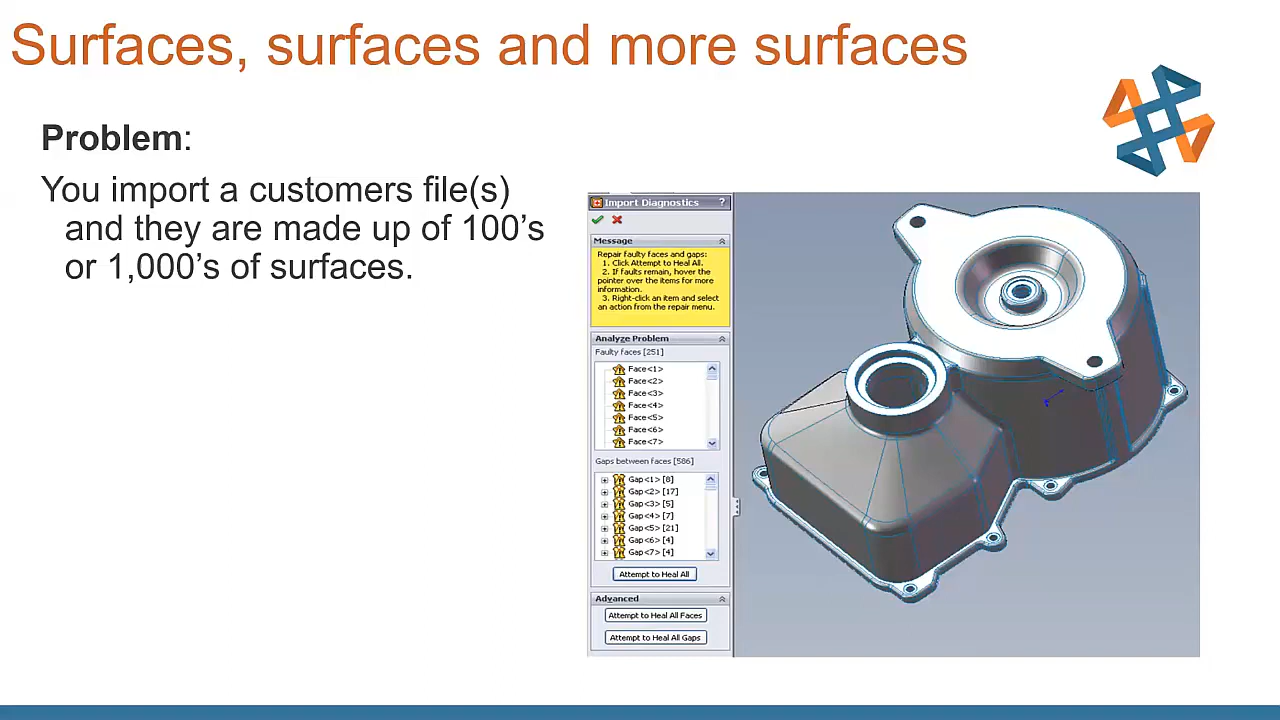 Surfaces, surfaces and more surfaces
Problem:
You import a customers file(s)
and they are made up of 100’s
or 1,000’s of surfaces.
Import Diagnostics ?
Message
Repair faulty faces and gaps:
1. Click Attempt to Heal All.
2. If faults remain, hover the
pointer over the items for more
information.
3. Right-click an item and select
an action from the repair menu.
Analyze Problem
Faulty faces [251]
Face<1>
Face<2>
Face<3>
Face<4>
Face<5>
Face<6>
Face<7>
Gaps between faces [586]
Gap<1> [8]
Gap<2> [17]
Gap<3> [5]
Gap<4> [7]
Gap<5> [21]
Gap<6> [4]
Gap<7> [4]
Attempt to Heal All
Advanced
Attempt to Heal All Faces
Attempt to Heal All Gaps